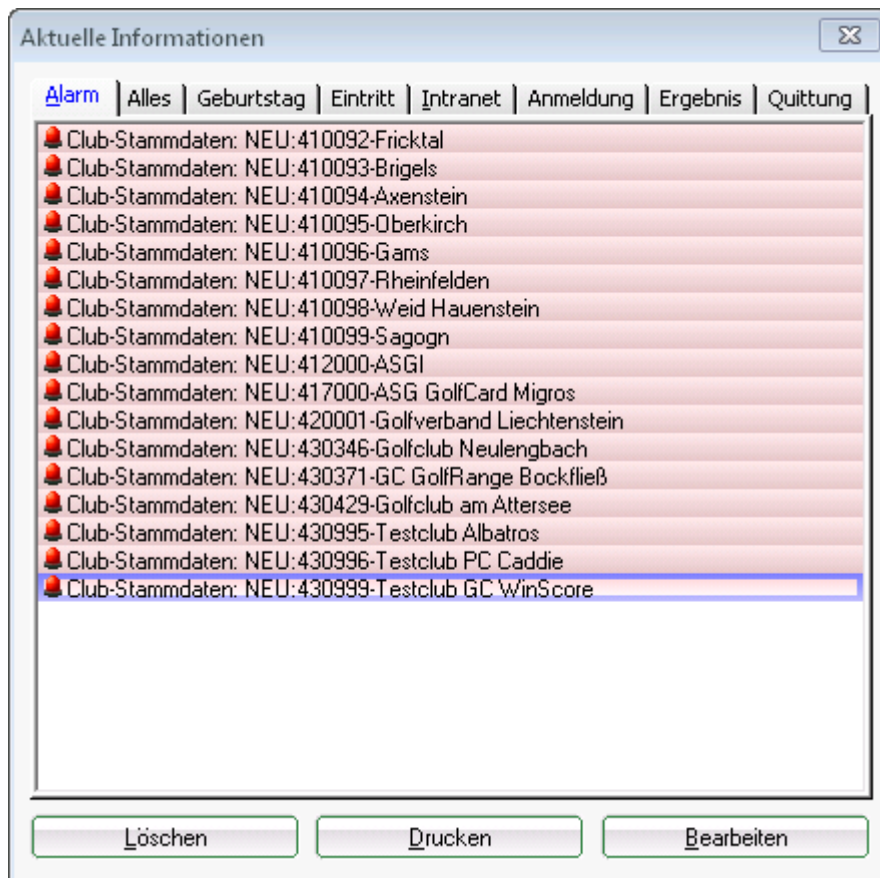 Aktuelle Informationen
Alarm Alles Geburtstag Eintritt Intranet Anmeldung Ergebnis Quittung
Club-Stammdaten: NEU:410092-Fricktal
Club-Stammdaten: NEU:410093-Brigels
Club-Stammdaten: NEU:410094-Axenstein
Club-Stammdaten: NEU:410095-Oberkirch
Club-Stammdaten: NEU:410096-Gams
Club-Stammdaten: NEU:410097-Rheinfelden
Club-Stammdaten: NEU:410098-Weid Hauenstein
Club-Stammdaten: NEU:410099-Sagogn
Club-Stammdaten: NEU:412000-ASGI
Club-Stammdaten: NEU:417000-ASG GolfCard Migros
Club-Stammdaten: NEU:420001-Golfverband Liechtenstein
Club-Stammdaten: NEU:430346-Golfclub Neulengbach
Club-Stammdaten: NEU:430371-GC GolfRange Bockfließ
Club-Stammdaten: NEU:430429-Golfclub am Attersee
Club-Stammdaten: NEU:430995-Testclub Albatros
Club-Stammdaten: NEU:430996-Testclub PC Caddie
Club-Stammdaten: NEU:430999-Testclub GC WinScore
Löschen Drucken Bearbeiten